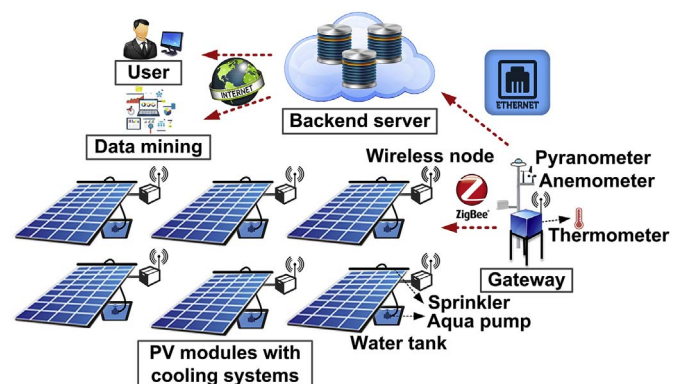 User
INTERNET
Data mining
Backend server
ETHERNET
Wireless node
Pyranometer
Anemometer
ZigBee
Thermometer
Gateway
Sprinkler
Aqua pump
Water tank
PV modules with
cooling systems